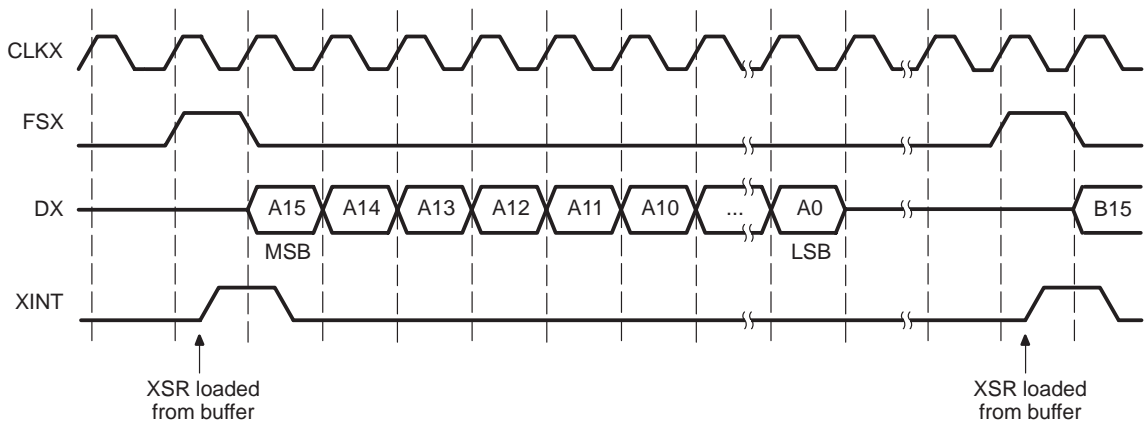 CLKX
FSX
DX
A15 A14 A13 A12 A11 A10 ... A0 B15
MSB LSB
XINT
XSR loaded
from buffer
XSR loaded
from buffer